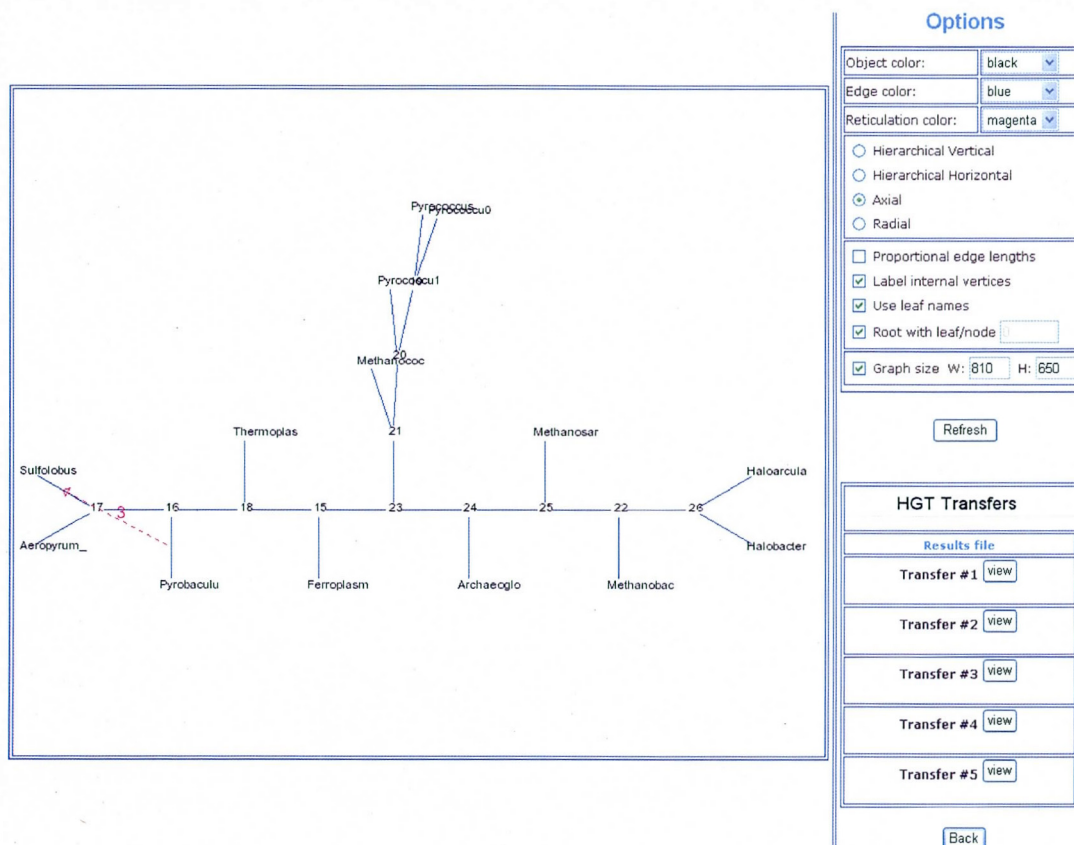 Options
Object color: black
Edge color: blue
Reticulation color: magenta
Hierarchical Vertical
Hierarchical Horizontal
Axial
Radial
Proportional edge lengths
Label internal vertices
Use leaf names
Root with leaf/node 0
Graph size W: 810 H: 650
Refresh
HGT Transfers
Results file
Transfer #1 view
Transfer #2 view
Transfer #3 view
Transfer #4 view
Transfer #5 view
Back
Pyrococcus
Pyrococcu0
Pyrococcu1
19
20
Methanococ
21
Thermoplas
Methanosar
Sulfolobus
Haloarcula
4
3
17 16 18 15 23 24 25 22 26
Aeropyrum_
Halobacter
Pyrobaculu
Ferroplasm
Archaeoglo
Methanobac